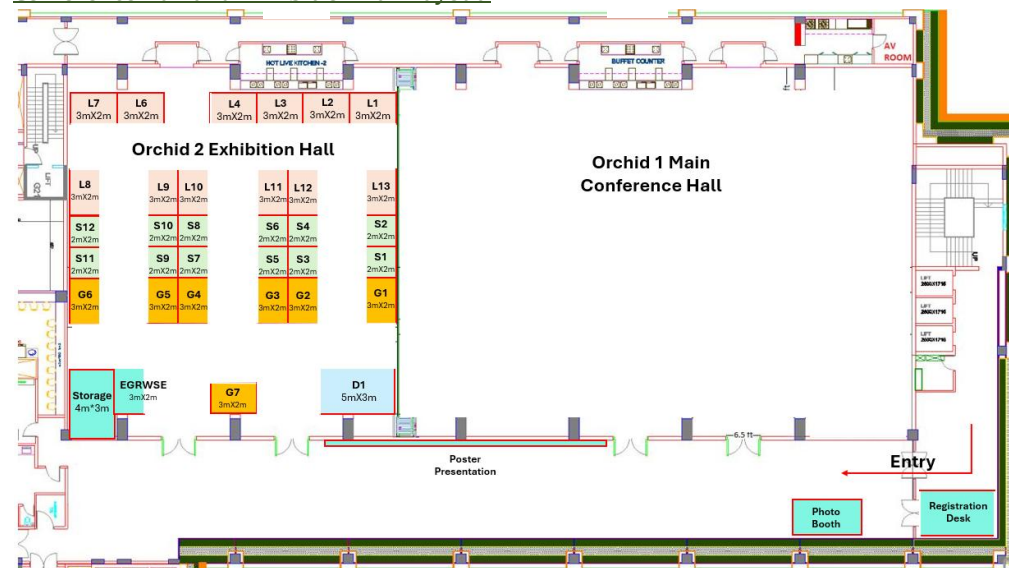 HOT LIVE KITCHEN -2
BUFFET COUNTER
AV
ROOM
L7
3mX2m
L6
3mX2m
L4
3mX2m
L3
3mX2m
L2
3mX2m
L1
3mX2m
Orchid 2 Exhibition Hall
Orchid 1 Main
Conference Hall
UP
LIFT
L8
3mX2m
L9
3mX2m
L10
3mX2m
L11
3mX2m
L12
3mX2m
L13
3mX2m
S12
2mX2m
S10
2mX2m
S8
2mX2m
S6
2mX2m
S4
2mX2m
S2
2mX2m
UP
S11
2mX2m
S9
2mX2m
S7
2mX2m
S5
2mX2m
S3
2mX2m
S1
2mX2m
G6
3mX2m
G5
3mX2m
G4
3mX2m
G3
3mX2m
G2
3mX2m
G1
3mX2m
LIFT
LIFT
LIFT
Storage
4m*3m
EGRWSE
3mX2m
G7
3mX2m
D1
5mX3m
6.5 ft
Poster
Presentation
Entry
Photo
Booth
Registration
Desk